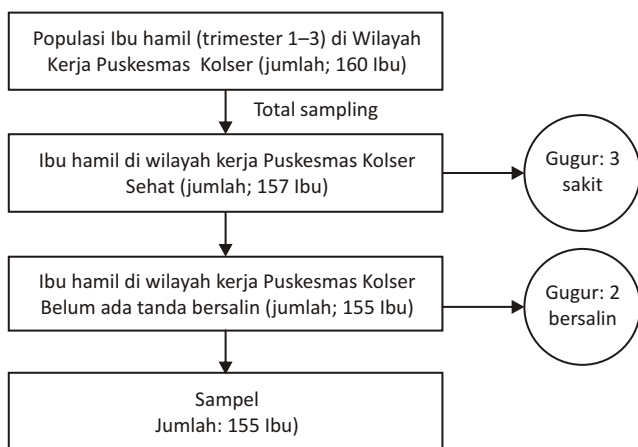 Populasi Ibu hamil (trimester 1–3) di Wilayah
Kerja Puskesmas Kolser (jumlah; 160 Ibu)
Total sampling
Ibu hamil di wilayah kerja Puskesmas Kolser
Sehat (jumlah; 157 Ibu)
Gugur: 3
sakit
Ibu hamil di wilayah kerja Puskesmas Kolser
Belum ada tanda bersalin (jumlah; 155 Ibu)
Gugur: 2
bersalin
Sampel
Jumlah: 155 Ibu)